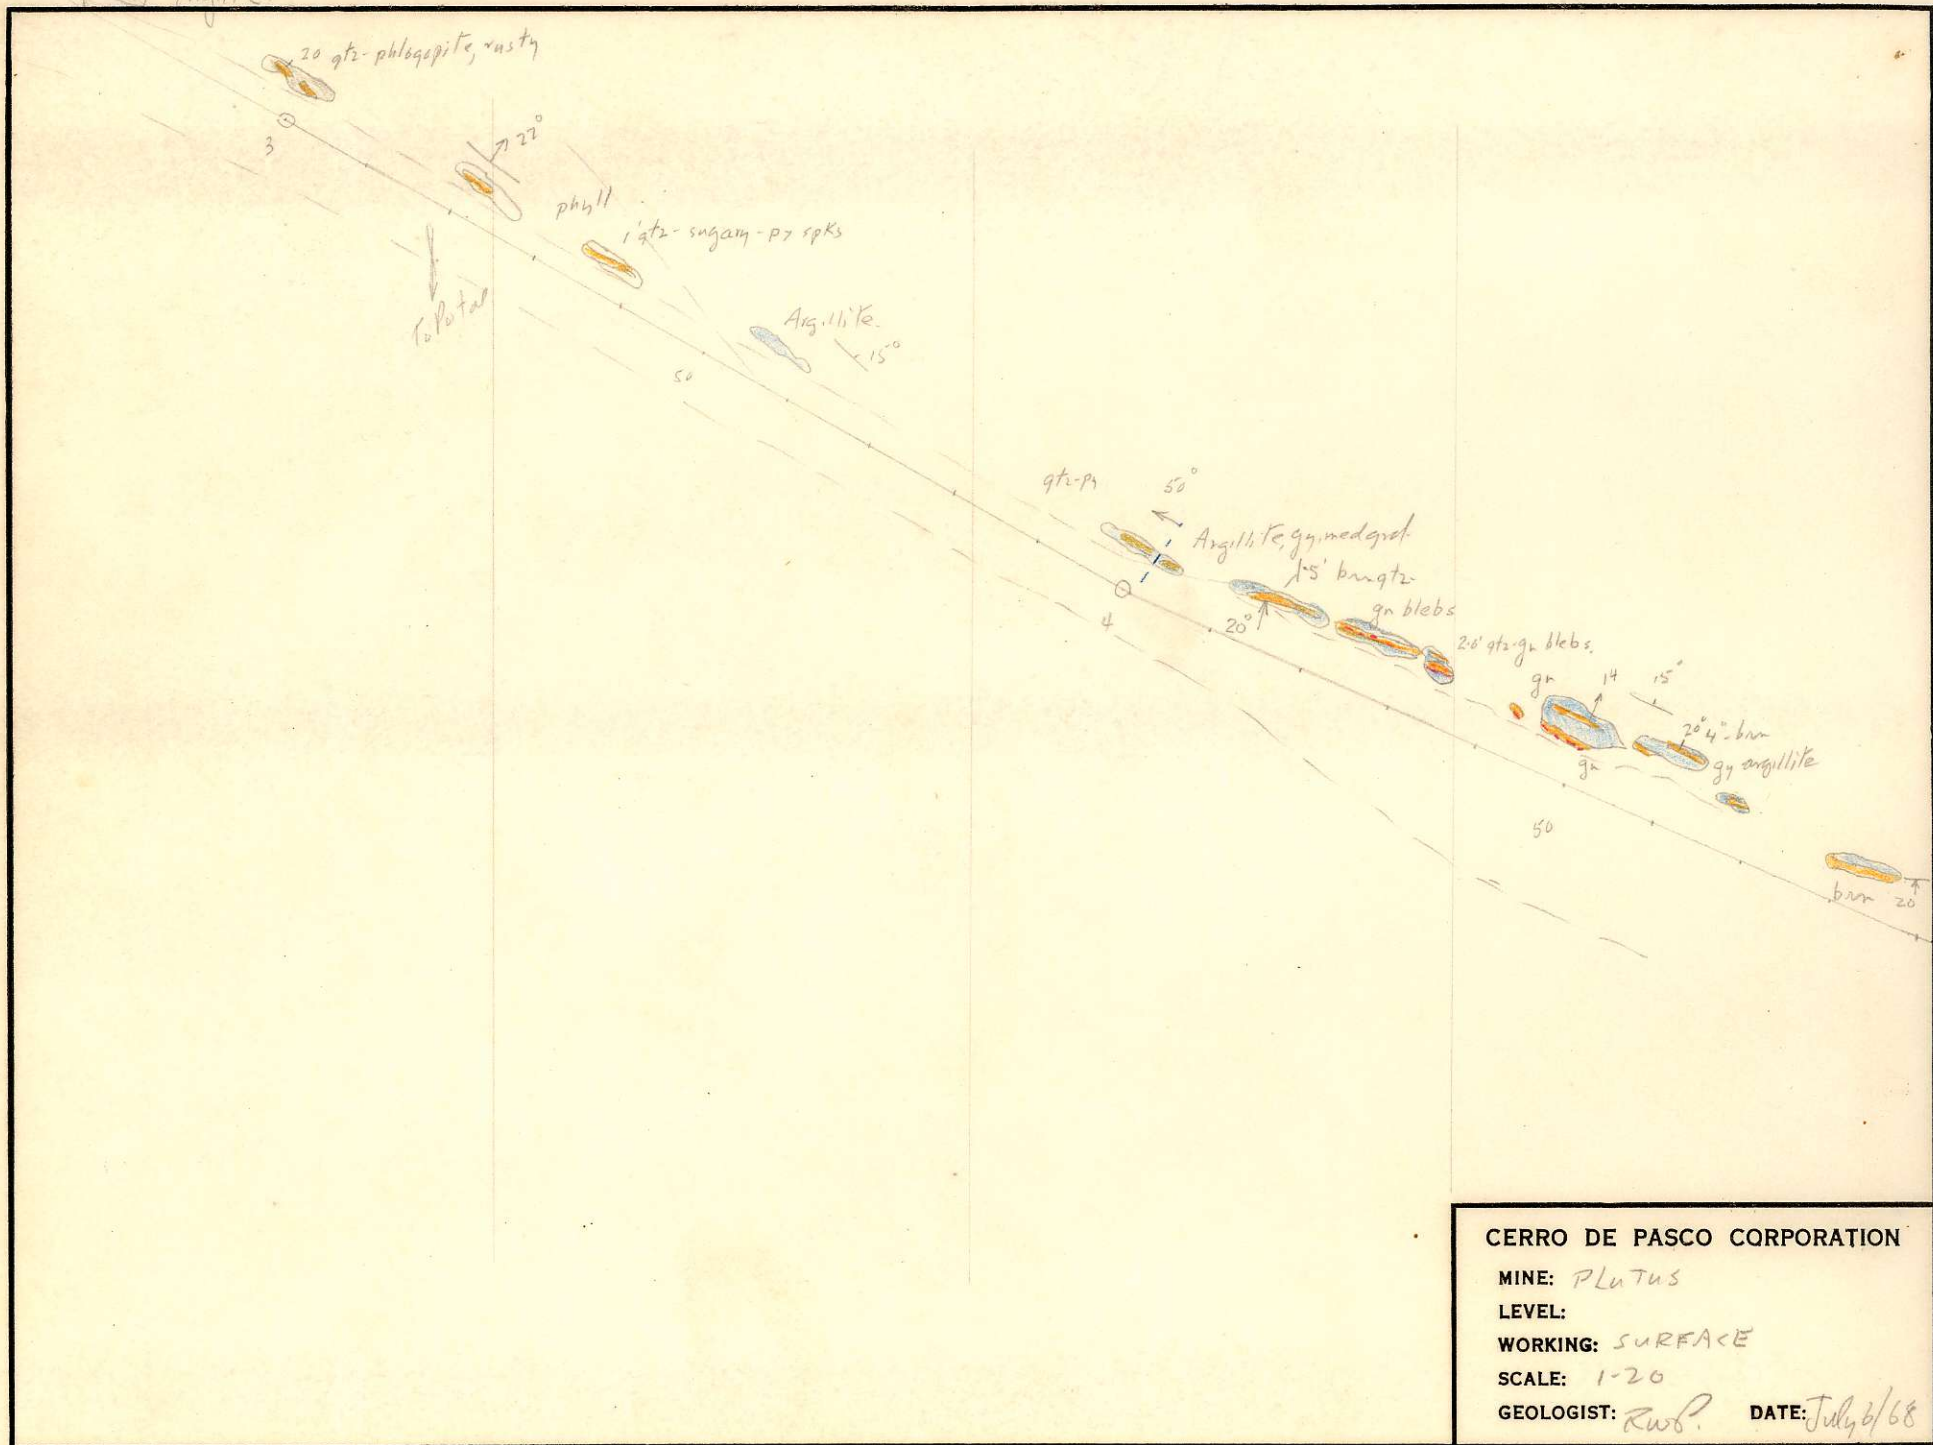 20 qtz-phlogopite, rusty
3
22°
phyll
1' qtz- sugary - py spks
To Portal
Argillite.
15°
50
qtz-py
50°
Argillite, gy, med grd.
1.5' brn qtz-
gn blebs
20°
4
2.0' qtz-gn blebs.
gn
14
15°
20° 4"-brn
gy argillite
gn
50
brn 20
CERRO DE PASCO CORPORATION
MINE: PLUTUS
LEVEL:
WORKING: SURFACE
SCALE: 1-20
GEOLOGIST: RWP. DATE: July 6/68